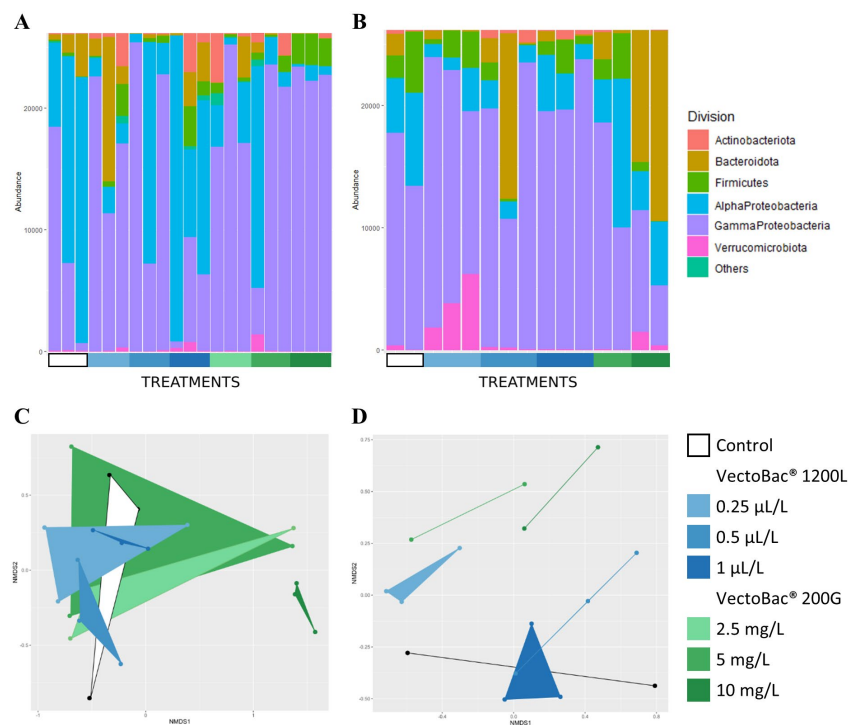 A
Abundance
20000
10000
0
TREATMENTS
B
Abundance
20000
10000
0
TREATMENTS
Division
Actinobacteriota
Bacteroidota
Firmicutes
AlphaProteobacteria
GammaProteobacteria
Verrucomicrobiota
Others
C
NMDS2
0.5
0.0
-0.5
-1
0
1
NMDS1
D
NMDS2
0.75
0.50
0.25
0.00
-0.25
-0.50
-0.4
0.0
0.4
0.8
NMDS1
Control
VectoBac® 1200L
0.25 µL/L
0.5 µL/L
1 µL/L
VectoBac® 200G
2.5 mg/L
5 mg/L
10 mg/L